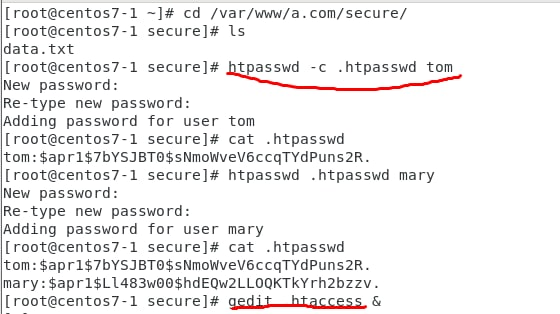 [root@centos7-1 ~]# cd /var/www/a.com/secure/
[root@centos7-1 secure]# ls
data.txt
[root@centos7-1 secure]# htpasswd -c .htpasswd tom
New password:
Re-type new password:
Adding password for user tom
[root@centos7-1 secure]# cat .htpasswd
tom:$apr1$7bYSJBT0$sNmoWveV6ccqTYdPuns2R.
[root@centos7-1 secure]# htpasswd .htpasswd mary
New password:
Re-type new password:
Adding password for user mary
[root@centos7-1 secure]# cat .htpasswd
tom:$apr1$7bYSJBT0$sNmoWveV6ccqTYdPuns2R.
mary:$apr1$Ll483w00$hdEQw2LLOQKTkYrh2bzzv.
[root@centos7-1 secure]# gedit .htaccess &